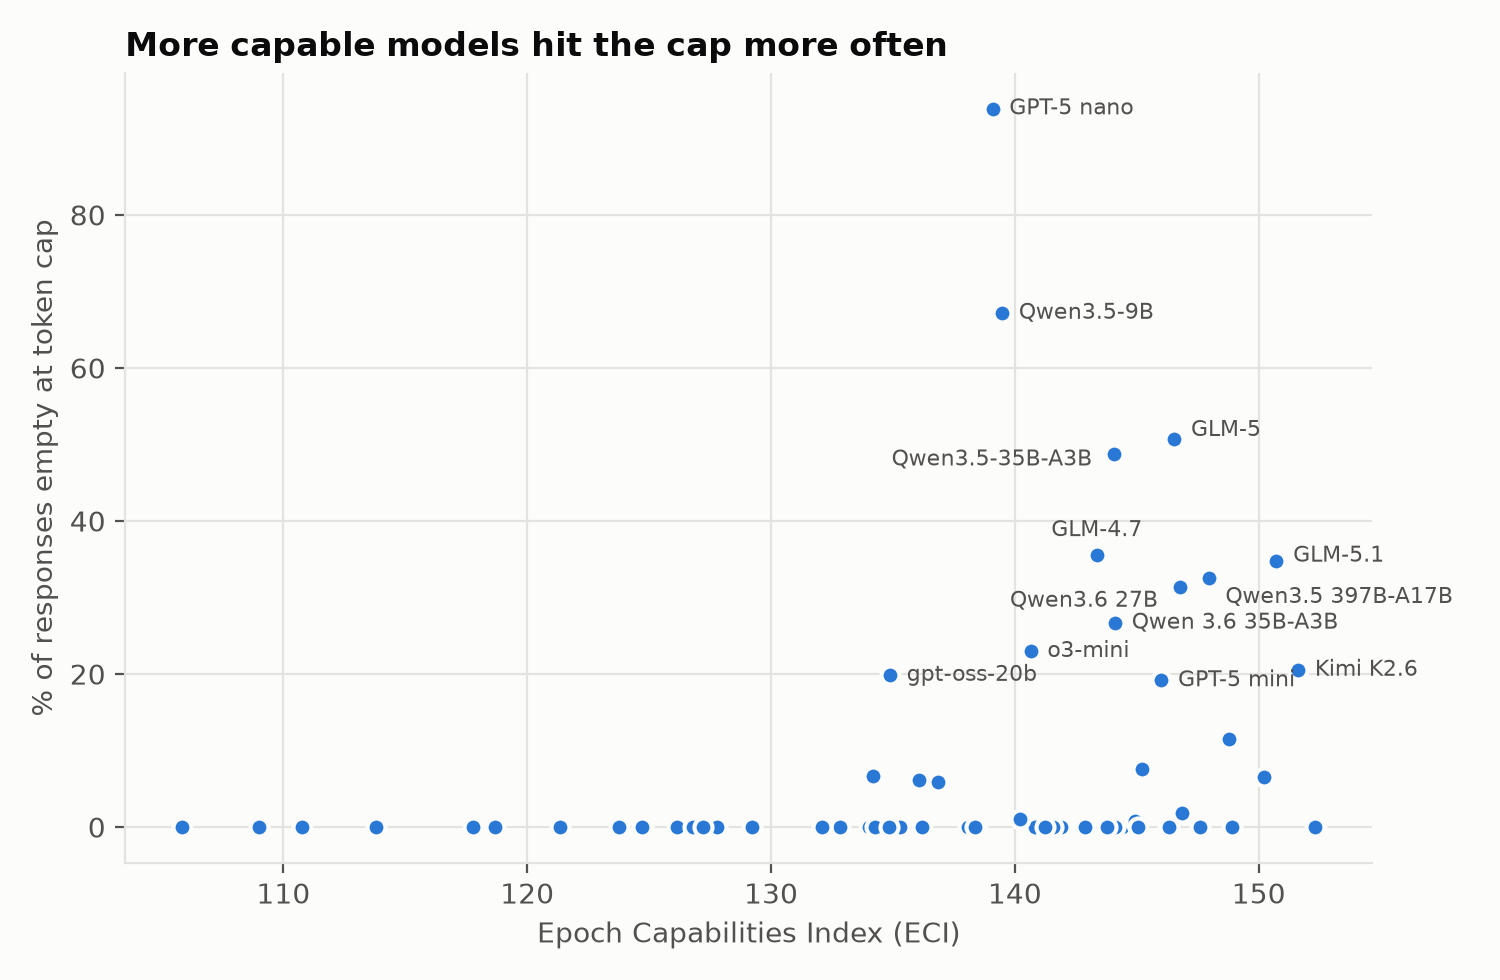 More capable models hit the cap more often
% of responses empty at token cap
80
60
40
20
0
GPT-5 nano
Qwen3.5-9B
GLM-5
Qwen3.5-35B-A3B
GLM-4.7
GLM-5.1
Qwen3.6 27B
Qwen3.5 397B-A17B
Qwen 3.6 35B-A3B
o3-mini
gpt-oss-20b
GPT-5 mini
Kimi K2.6
110
120
130
140
150
Epoch Capabilities Index (ECI)